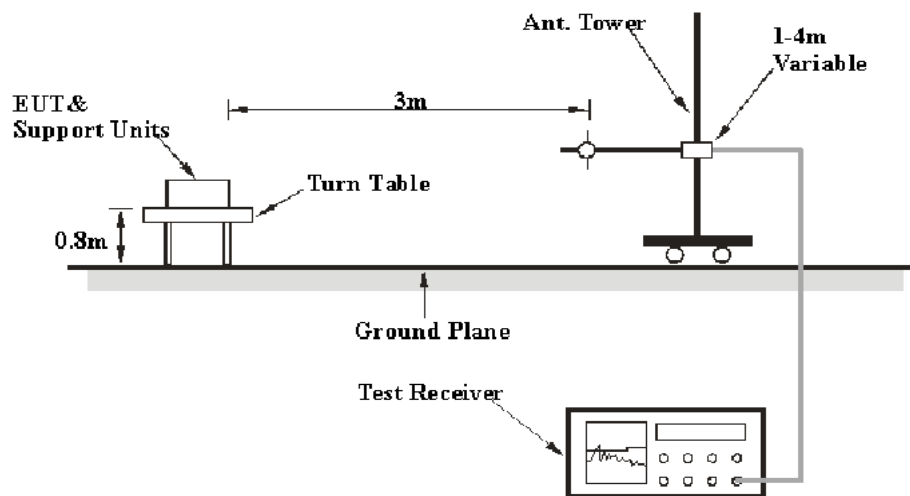 Ant. Tower
1-4m
Variable
EUT&
Support Units
3m
Turn Table
0.8m
Ground Plane
Test Receiver